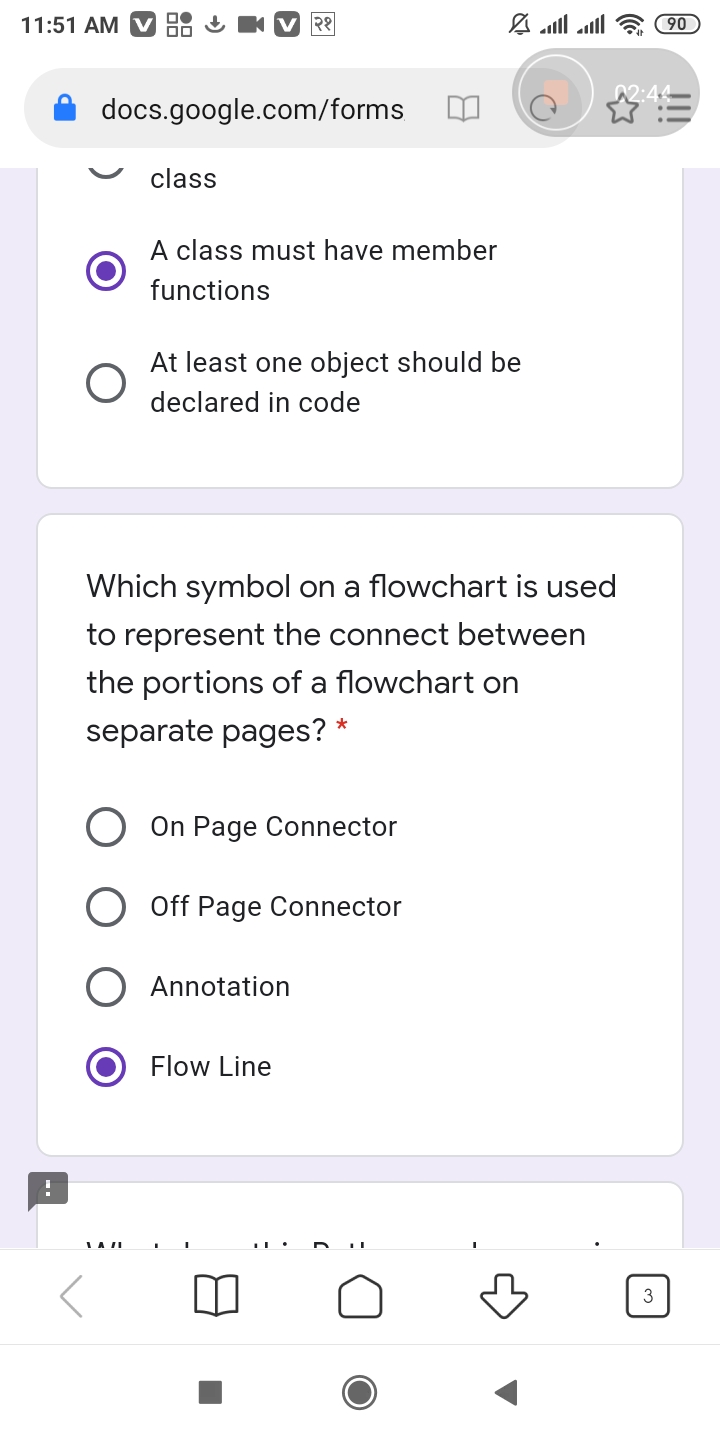 11:51 AM २१ 90
docs.google.com/forms 02:44
class
A class must have member
functions
At least one object should be
declared in code
Which symbol on a flowchart is used
to represent the connect between
the portions of a flowchart on
separate pages? *
On Page Connector
Off Page Connector
Annotation
Flow Line
3